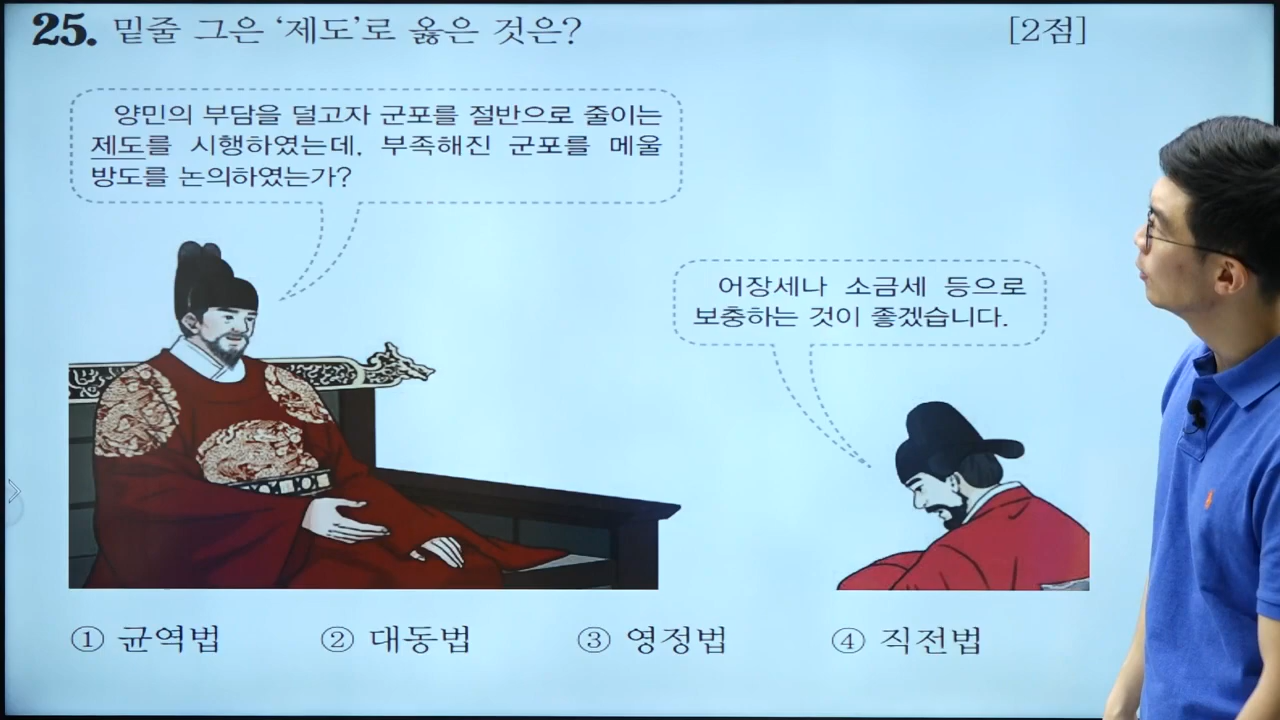 25. 밑줄 그은 ‘제도’로 옳은 것은? [2점]
양민의 부담을 덜고자 군포를 절반으로 줄이는
제도를 시행하였는데, 부족해진 군포를 메울
방도를 논의하였는가?
어장세나 소금세 등으로
보충하는 것이 좋겠습니다.
① 균역법 ② 대동법 ③ 영정법 ④ 직전법